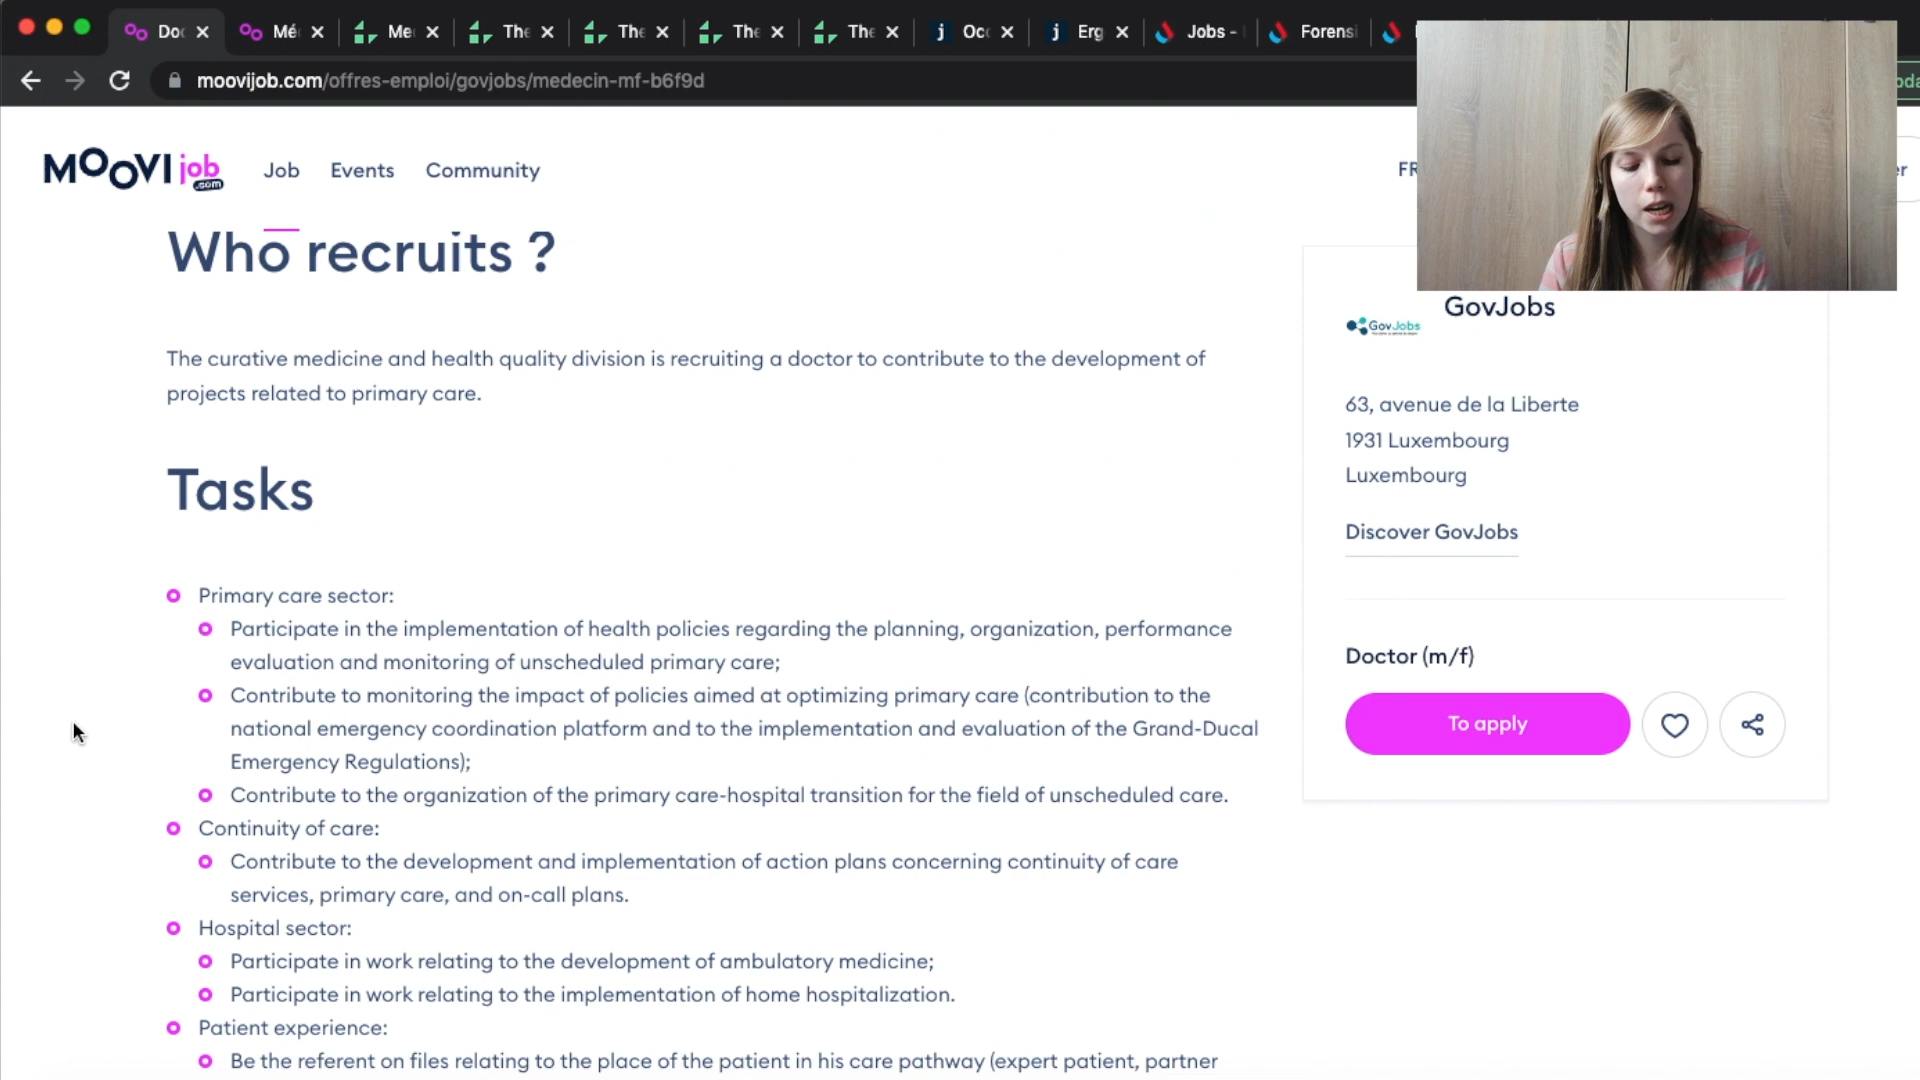 Do
Mé
Me
The
The
The
The
Occ
Erg
Jobs -
Forensi
moovijob.com/offres-emploi/govjobs/medecin-mf-b6f9d
MOOVI job .com
Job
Events
Community
FR
er
Who recruits ?
The curative medicine and health quality division is recruiting a doctor to contribute to the development of
projects related to primary care.
Tasks
Primary care sector:
Participate in the implementation of health policies regarding the planning, organization, performance
evaluation and monitoring of unscheduled primary care;
Contribute to monitoring the impact of policies aimed at optimizing primary care (contribution to the
national emergency coordination platform and to the implementation and evaluation of the Grand-Ducal
Emergency Regulations);
Contribute to the organization of the primary care-hospital transition for the field of unscheduled care.
Continuity of care:
Contribute to the development and implementation of action plans concerning continuity of care
services, primary care, and on-call plans.
Hospital sector:
Participate in work relating to the development of ambulatory medicine;
Participate in work relating to the implementation of home hospitalization.
Patient experience:
Be the referent on files relating to the place of the patient in his care pathway (expert patient, partner
GovJobs
GovJobs
63, avenue de la Liberte
1931 Luxembourg
Luxembourg
Discover GovJobs
Doctor (m/f)
To apply